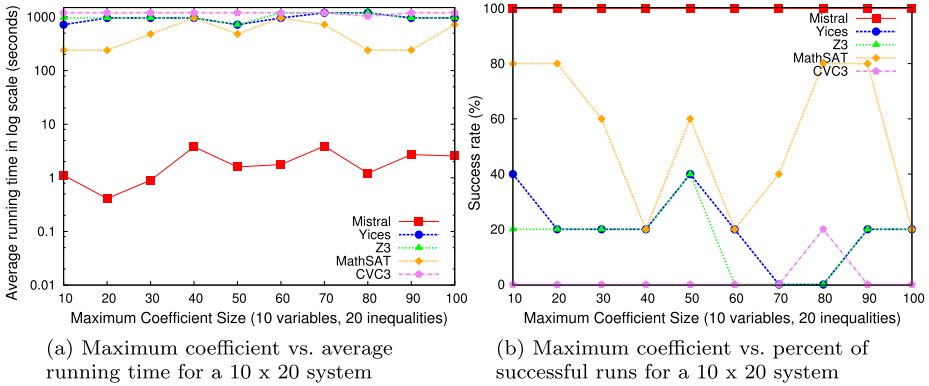 Average running time in log scale (seconds)
1000
100
10
1
0.1
0.01
Mistral
Yices
Z3
MathSAT
CVC3
10 20 30 40 50 60 70 80 90 100
Maximum Coefficient Size (10 variables, 20 inequalities)
(a) Maximum coefficient vs. average
running time for a 10 x 20 system
Success rate (%)
100
80
60
40
20
0
Mistral
Yices
Z3
MathSAT
CVC3
10 20 30 40 50 60 70 80 90 100
Maximum Coefficient Size (10 variables, 20 inequalities)
(b) Maximum coefficient vs. percent of
successful runs for a 10 x 20 system